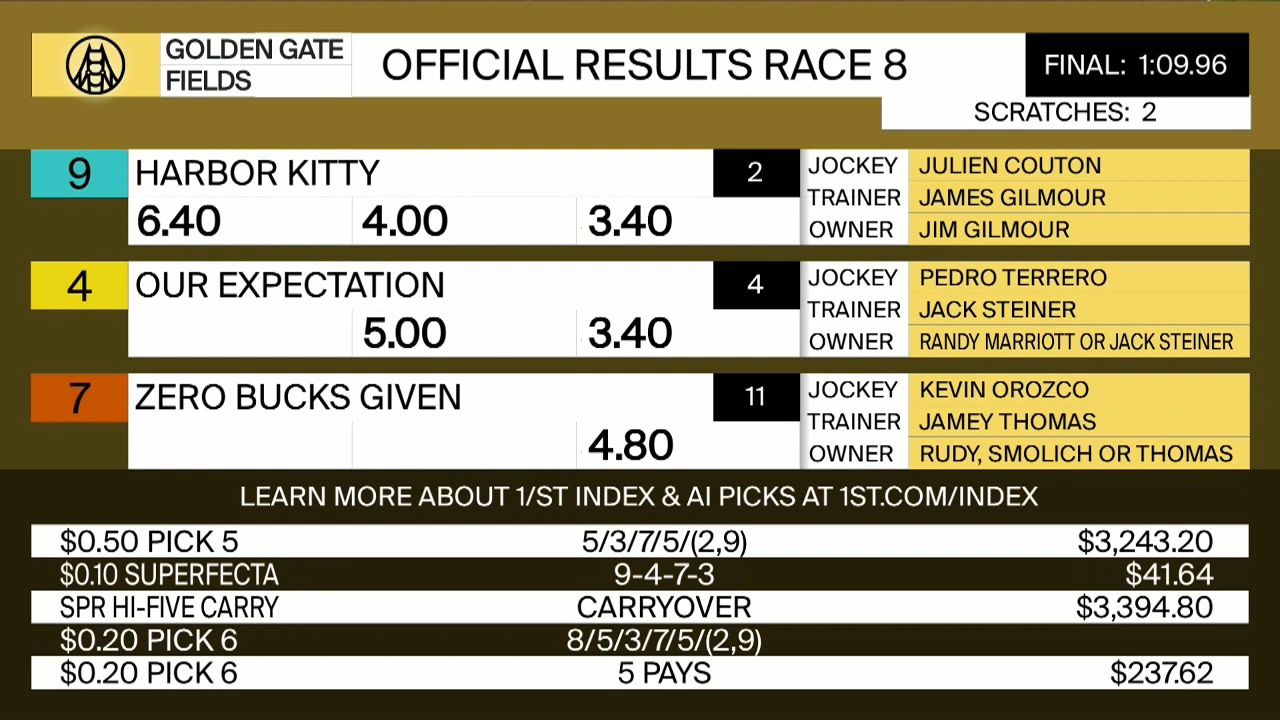 GOLDEN GATE
FIELDS
OFFICIAL RESULTS RACE 8
FINAL: 1:09.96
SCRATCHES: 2
9 HARBOR KITTY 2
6.40 4.00 3.40
JOCKEY JULIEN COUTON
TRAINER JAMES GILMOUR
OWNER JIM GILMOUR
4 OUR EXPECTATION 4
5.00 3.40
JOCKEY PEDRO TERRERO
TRAINER JACK STEINER
OWNER RANDY MARRIOTT OR JACK STEINER
7 ZERO BUCKS GIVEN 11
4.80
JOCKEY KEVIN OROZCO
TRAINER JAMEY THOMAS
OWNER RUDY, SMOLICH OR THOMAS
LEARN MORE ABOUT 1/ST INDEX & AI PICKS AT 1ST.COM/INDEX
$0.50 PICK 5 5/3/7/5/(2,9) $3,243.20
$0.10 SUPERFECTA 9-4-7-3 $41.64
SPR HI-FIVE CARRY CARRYOVER $3,394.80
$0.20 PICK 6 8/5/3/7/5/(2,9)
$0.20 PICK 6 5 PAYS $237.62